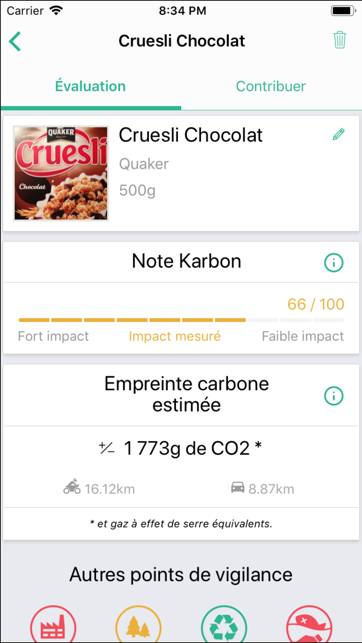 Carrier 8:34 PM
Cruesli Chocolat
Évaluation Contribuer
QUAKER
Cruesli
Chocolat
Cruesli Chocolat
Quaker
500g
Note Karbon
66 / 100
Fort impact Impact mesuré Faible impact
Empreinte carbone
estimée
+/- 1 773g de CO2 *
16.12km 8.87km
* et gaz à effet de serre équivalents.
Autres points de vigilance